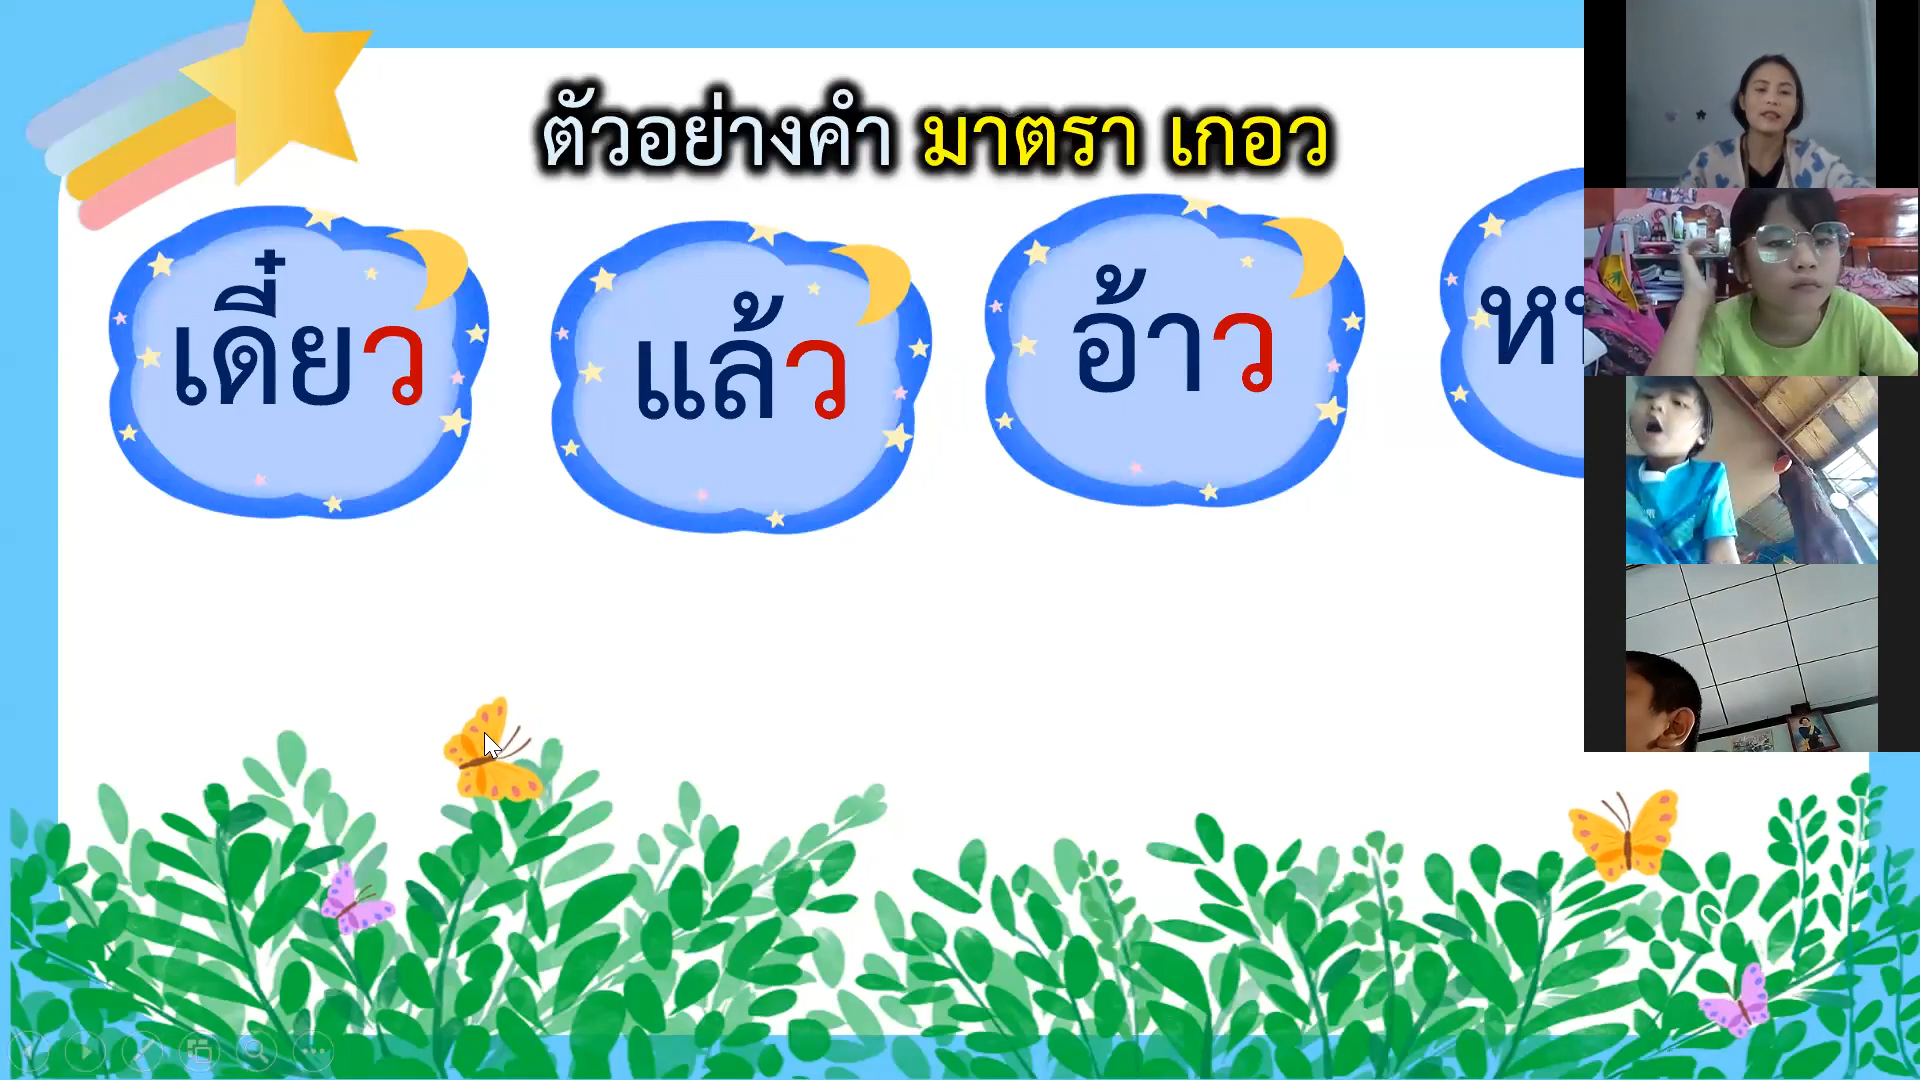 ตัวอย่างคำ มาตรา เกอว
เดี๋ยว
แล้ว
อ้าว